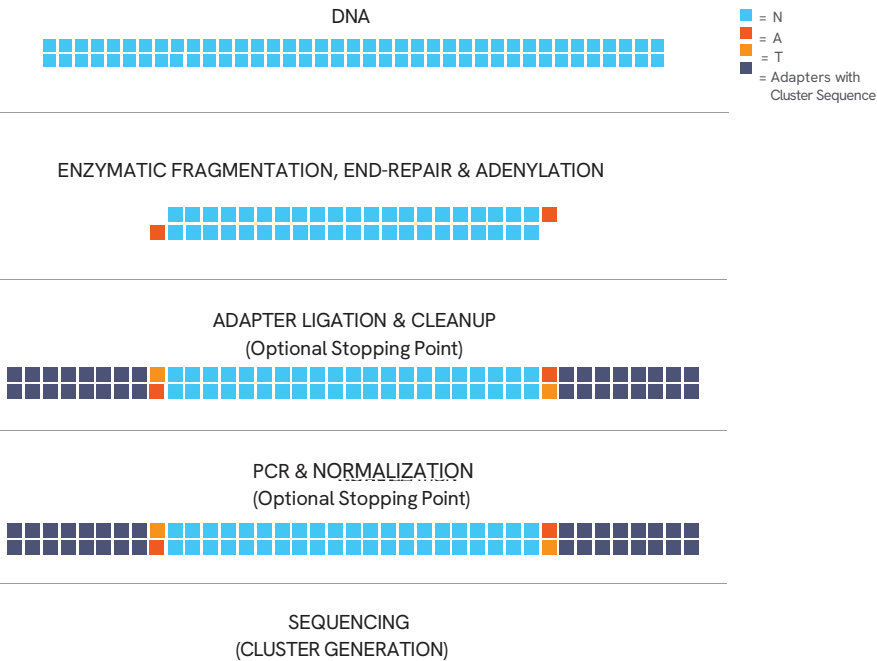 DNA
= N
= A
= T
= Adapters with
Cluster Sequence
ENZYMATIC FRAGMENTATION, END-REPAIR & ADENYLATION
ADAPTER LIGATION & CLEANUP
(Optional Stopping Point)
PCR & NORMALIZATION
(Optional Stopping Point)
SEQUENCING
(CLUSTER GENERATION)